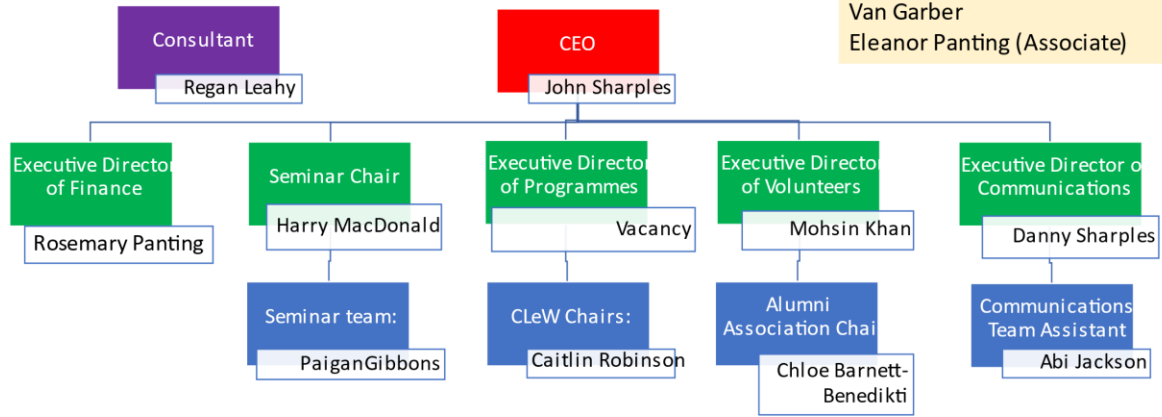 Van Garber
Eleanor Panting (Associate)
Consultant
Regan Leahy
CEO
John Sharples
Executive Director
of Finance
Rosemary Panting
Seminar Chair
Harry MacDonald
Executive Director
of Programmes
Vacancy
Executive Director
of Volunteers
Mohsin Khan
Executive Director o
Communications
Danny Sharples
Seminar team:
PaiganGibbons
CLeW Chairs:
Caitlin Robinson
Alumni
Association Chai
Chloe Barnett-
Benedikti
Communications
Team Assistant
Abi Jackson